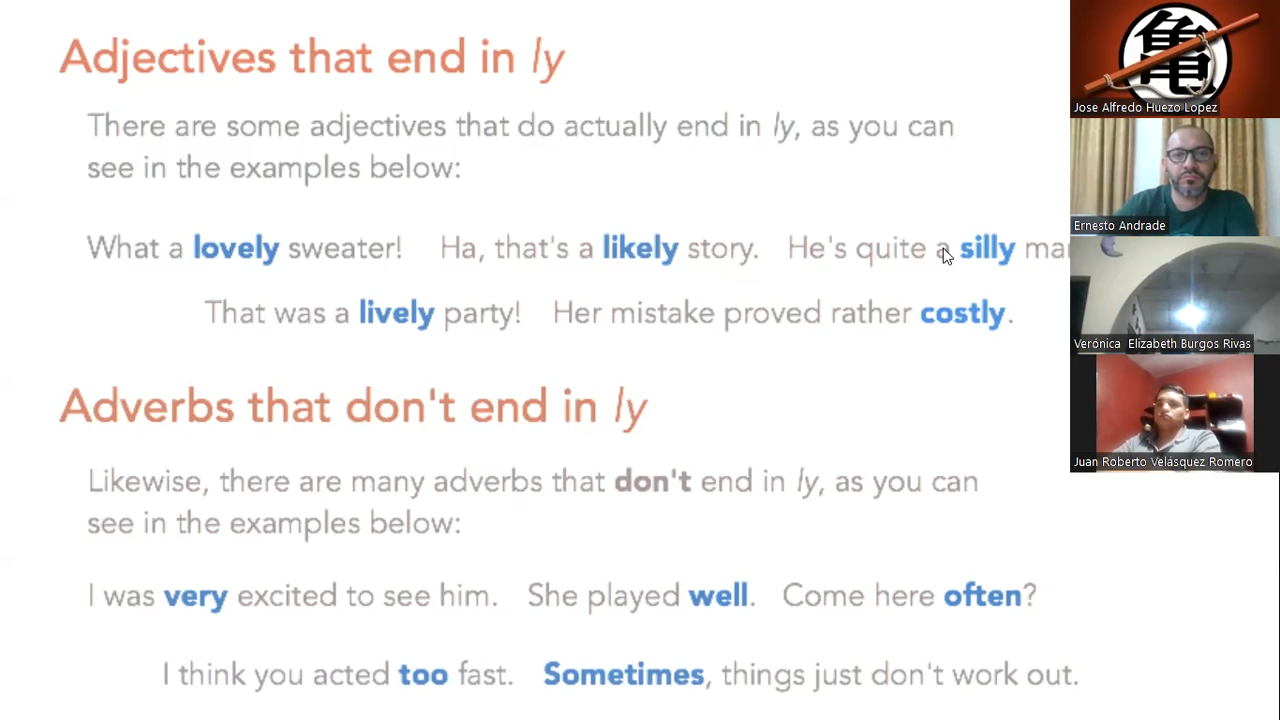 Adjectives that end in ly
There are some adjectives that do actually end in ly, as you can
see in the examples below:
What a lovely sweater! Ha, that's a likely story. He's quite a silly
That was a lively party! Her mistake proved rather costly.
Adverbs that don't end in ly
Likewise, there are many adverbs that don't end in ly, as you can
see in the examples below:
I was very excited to see him. She played well. Come here often?
I think you acted too fast. Sometimes, things just don't work out.
亀
Jose Alfredo Huezo Lopez
Ernesto Andrade
Verónica Elizabeth Burgos Rivas
Juan Roberto Velásquez Romero